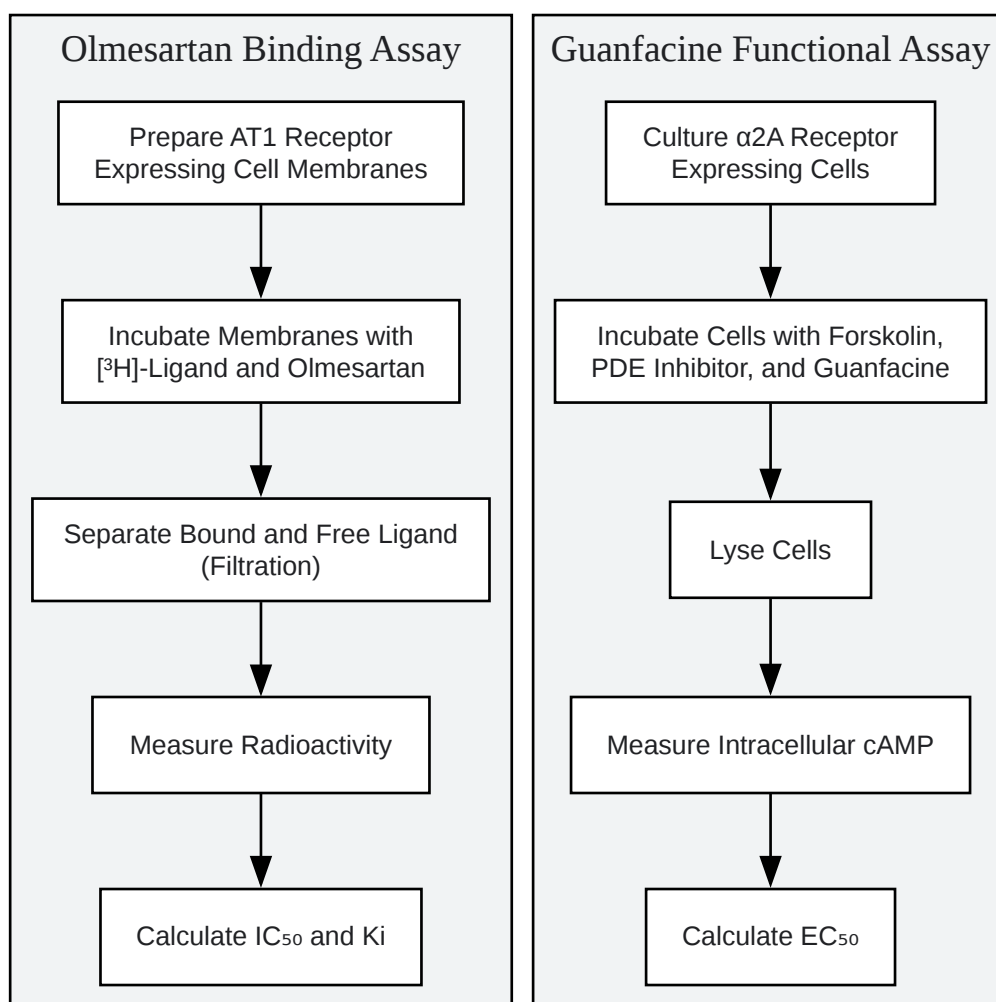 Olmesartan Binding Assay
Prepare AT1 Receptor
Expressing Cell Membranes
Incubate Membranes with
[³H]-Ligand and Olmesartan
Separate Bound and Free Ligand
(Filtration)
Measure Radioactivity
Calculate IC₅₀ and Ki
Guanfacine Functional Assay
Culture α2A Receptor
Expressing Cells
Incubate Cells with Forskolin,
PDE Inhibitor, and Guanfacine
Lyse Cells
Measure Intracellular cAMP
Calculate EC₅₀